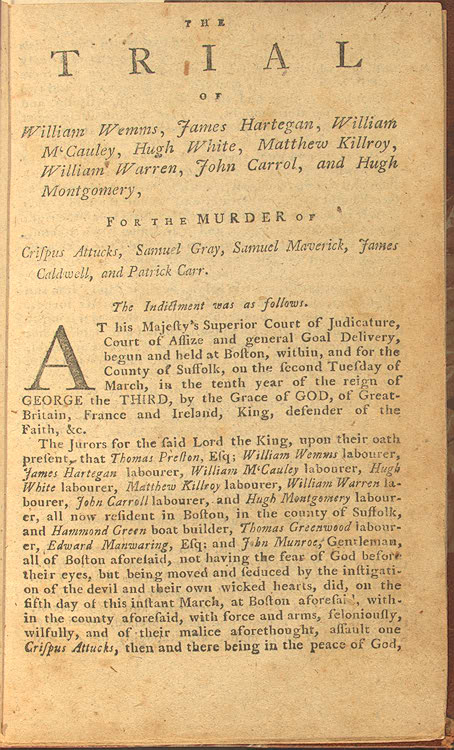 THE
TRIAL
OF
William Wemms, James Hartegan, William
McCauley, Hugh White, Matthew Killroy,
William Warren, John Carrol, and Hugh
Montgomery,
FOR THE MURDER OF
Criſpus Attucks, Samuel Gray, Samuel Maverick, James
Caldwell, and Patrick Carr.
The Indictment was as follows.
AT his Majeſty's Superior Court of Judicature,
Court of Aſſize and general Goal Delivery,
begun and held at Boſton, within, and for the
County of Suffolk, on the ſecond Tueſday of
March, in the tenth year of the reign of
GEORGE the THIRD, by the Grace of GOD, of Great-
Britain, France and Ireland, King, defender of the
Faith, &c.
The Jurors for the ſaid Lord the King, upon their oath
preſent, that Thomas Preſton, Eſq; William Wemms labourer,
James Hartegan labourer, William McCauley labourer, Hugh
White labourer, Matthew Killroy labourer, William Warren la-
bourer, John Carroll labourer, and Hugh Montgomery labour-
er, all now reſident in Boſton, in the county of Suffolk,
and Hammond Green boat builder, Thomas Greenwood labour-
er, Edward Manwaring, Eſq; and John Munroe, Gentleman,
all of Boſton aforeſaid, not having the fear of God before
their eyes, but being moved and ſeduced by the inſtigati-
on of the devil and their own wicked hearts, did, on the
fifth day of this inſtant March, at Boſton aforeſaid, with-
in the county aforeſaid, with force and arms, feloniouſly,
wilfully, and of their malice aforethought, aſſault one
Criſpus Attucks, then and there being in the peace of God,